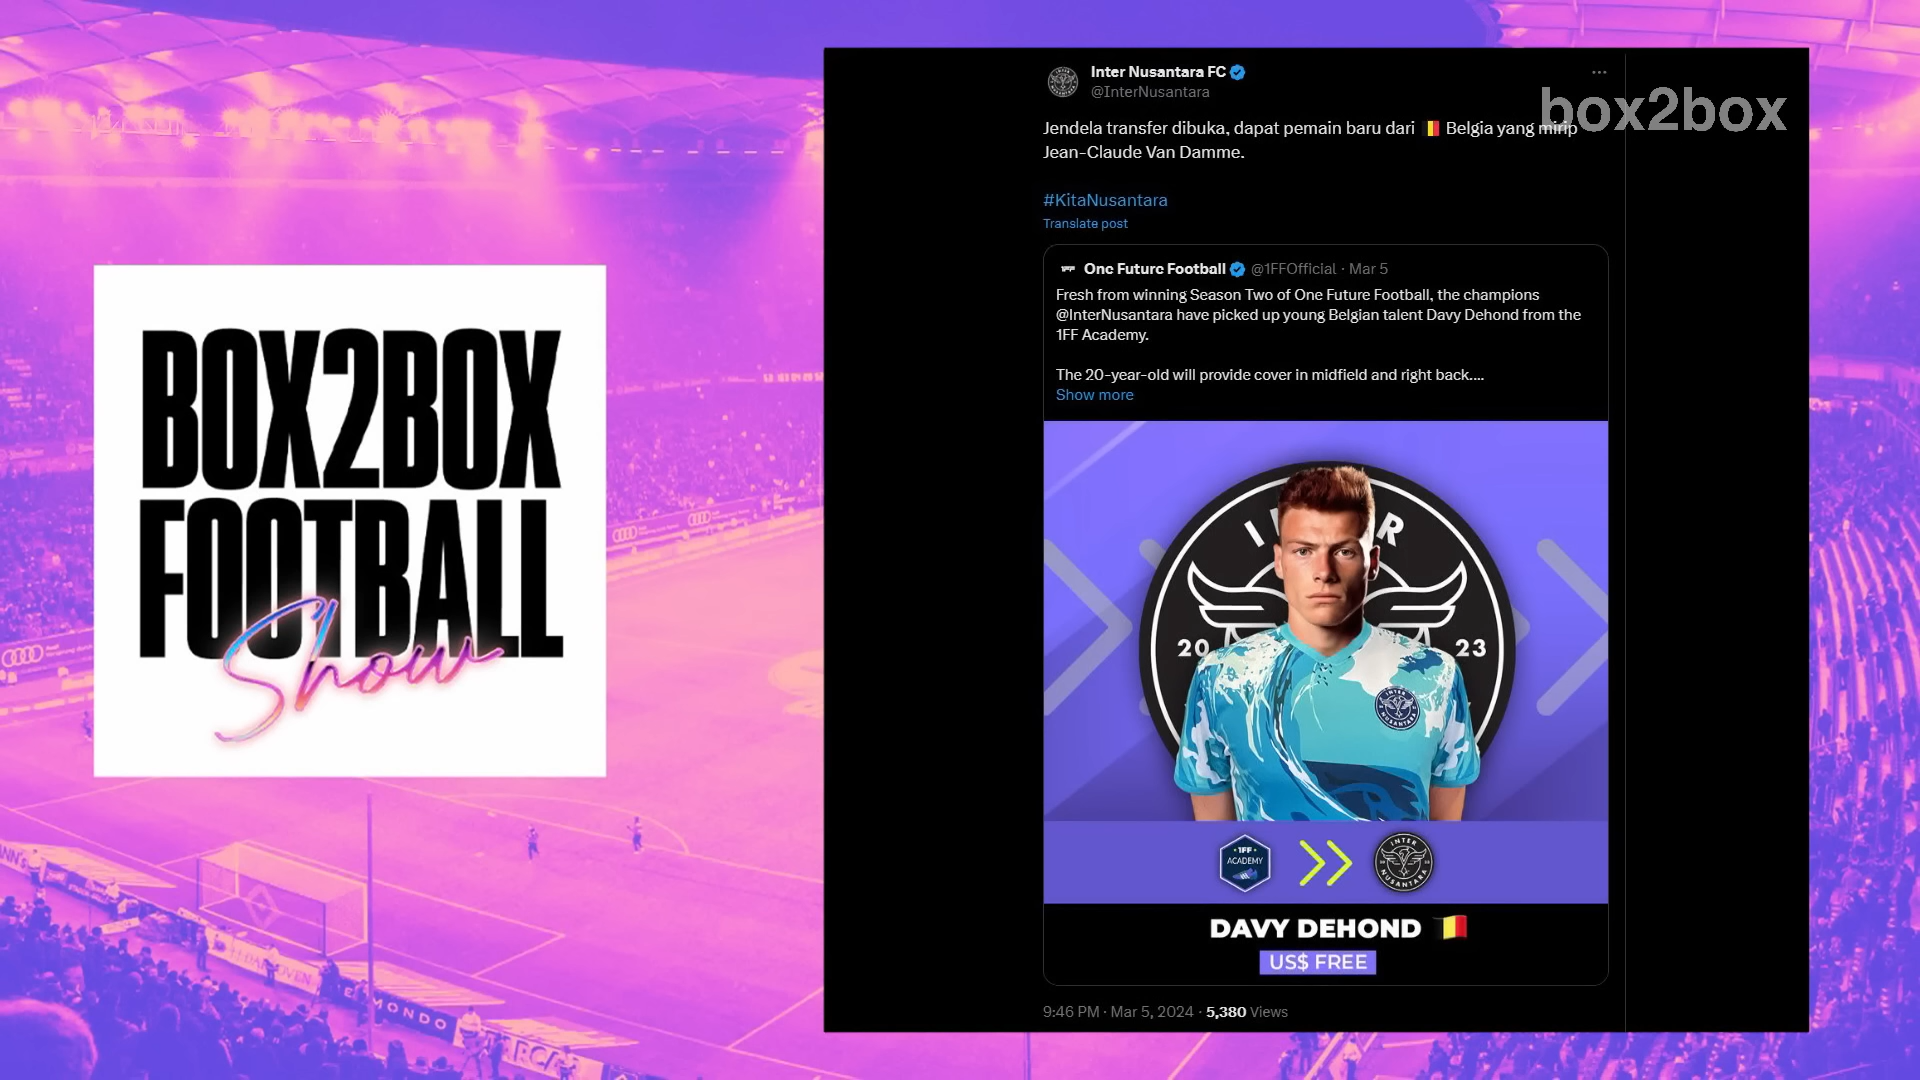 BOX2BOX
FOOTBALL
Show
box2box
Inter Nusantara FC
@InterNusantara
Jendela transfer dibuka, dapat pemain baru dari 🇧🇪 Belgia yang mirip
Jean-Claude Van Damme.
#KitaNusantara
Translate post
One Future Football @1FFOfficial · Mar 5
Fresh from winning Season Two of One Future Football, the champions
@InterNusantara have picked up young Belgian talent Davy Dehond from the
1FF Academy.
The 20-year-old will provide cover in midfield and right back....
Show more
20 23
INTER
NUSANTARA
1FF
ACADEMY
INTER
NUSANTARA
DAVY DEHOND
US$ FREE
9:46 PM · Mar 5, 2024 · 5,380 Views